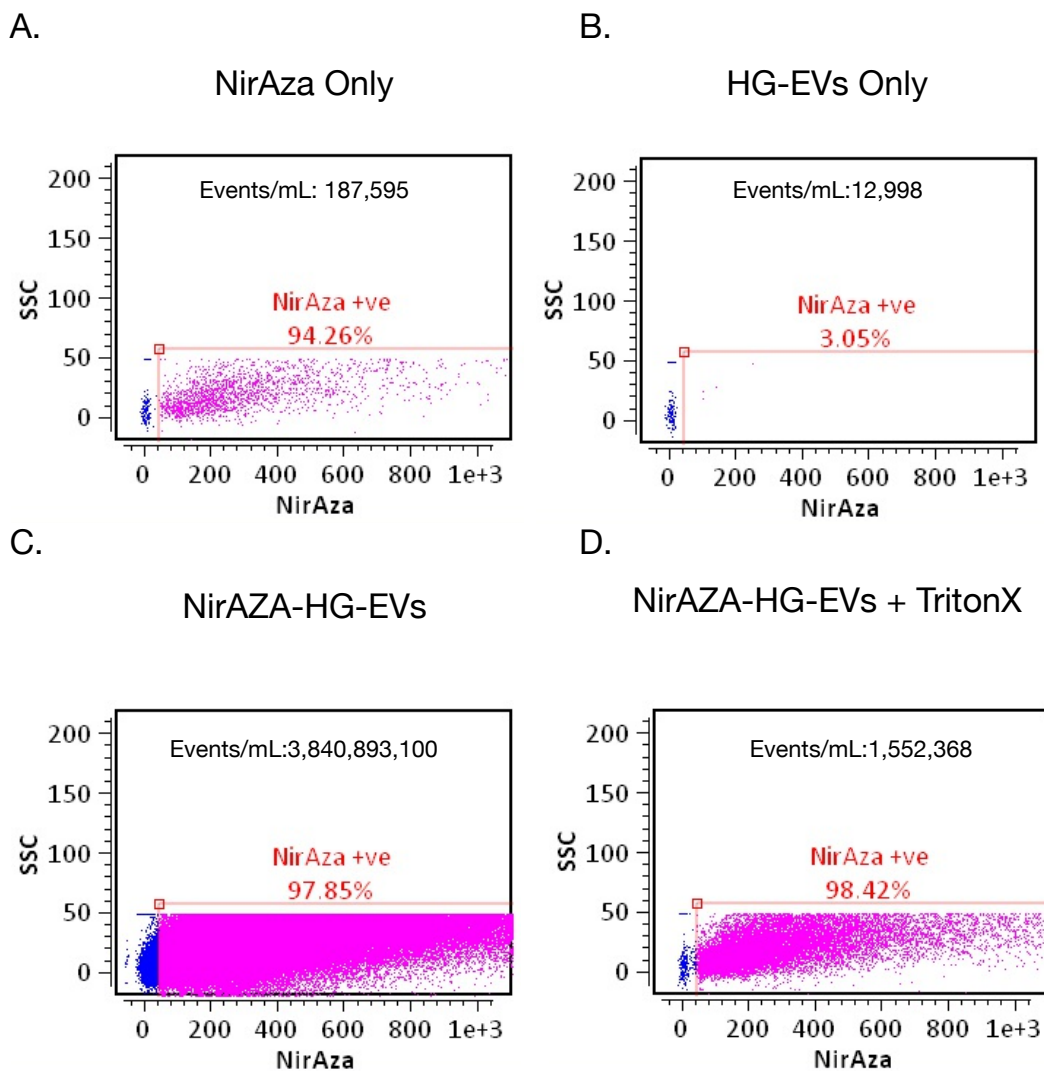 A.
NirAza Only
200
150
100
50
0
SSC
Events/mL: 187,595
NirAza +ve
94.26%
0 200 400 600 800 1e+3
NirAza
B.
HG-EVs Only
200
150
100
50
0
SSC
Events/mL:12,998
NirAza +ve
3.05%
0 200 400 600 800 1e+3
NirAza
C.
NirAZA-HG-EVs
200
150
100
50
0
SSC
Events/mL:3,840,893,100
NirAza +ve
97.85%
0 200 400 600 800 1e+3
NirAza
D.
NirAZA-HG-EVs + TritonX
200
150
100
50
0
SSC
Events/mL:1,552,368
NirAza +ve
98.42%
0 200 400 600 800 1e+3
NirAza